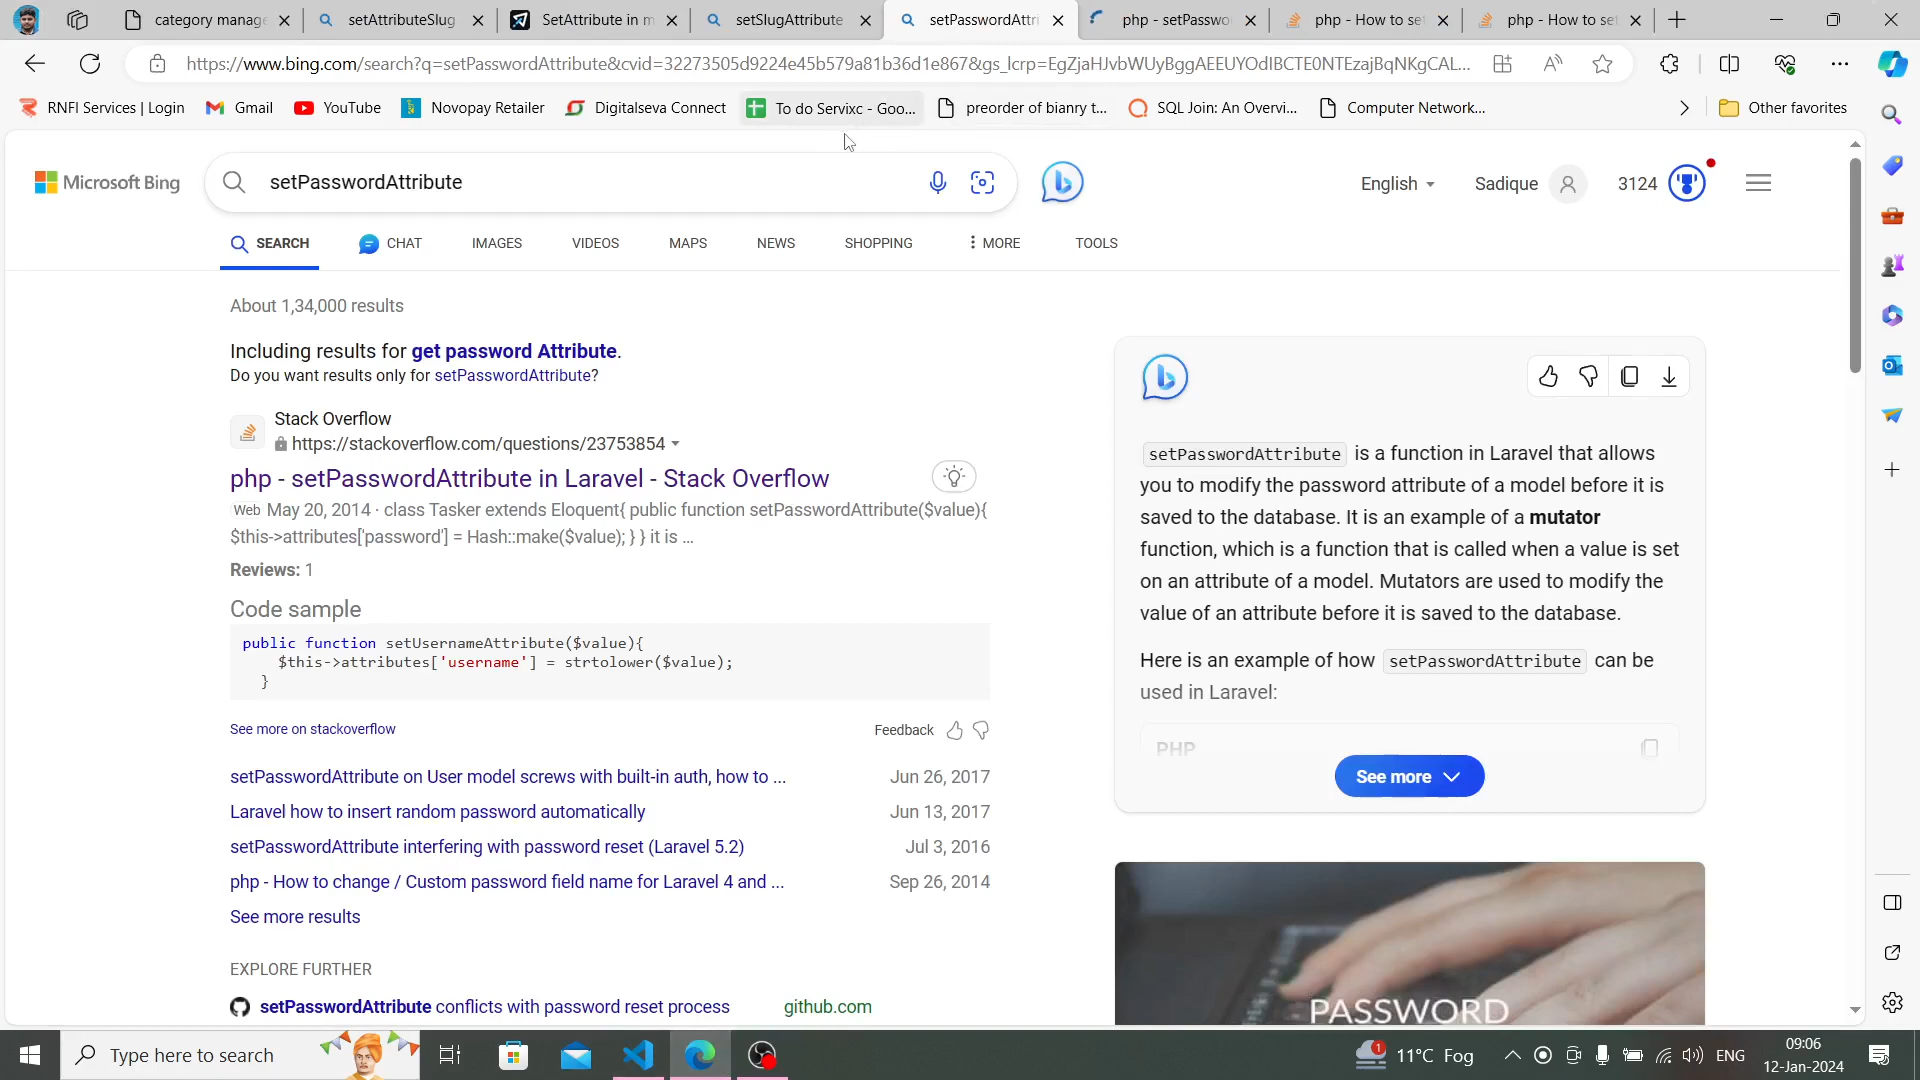 category manage
setAttributeSlug
SetAttribute in m
setSlugAttribute
setPasswordAttri
php - setPasswo
php - How to set
php - How to set
https://www.bing.com/search?q=setPasswordAttribute&cvid=32273505d9224e45b579a81b36d1e867&gs_lcrp=EgZjaHJvbWUyBggAEEUYOdIBCTE0NTEzajBqNKgCAL...
RNFI Services | Login
Gmail
YouTube
Novopay Retailer
Digitalseva Connect
To do Servixc - Goo...
preorder of bianry t...
SQL Join: An Overvi...
Computer Network...
Other favorites
Microsoft Bing
setPasswordAttribute
English
Sadique
3124
SEARCH
CHAT
IMAGES
VIDEOS
MAPS
NEWS
SHOPPING
MORE
TOOLS
About 1,34,000 results
Including results for get password Attribute.
Do you want results only for setPasswordAttribute?
Stack Overflow
https://stackoverflow.com/questions/23753854
php - setPasswordAttribute in Laravel - Stack Overflow
Web May 20, 2014 · class Tasker extends Eloquent{ public function setPasswordAttribute($value){
$this->attributes['password'] = Hash::make($value); } } it is ...
Reviews: 1
Code sample
public function setUsernameAttribute($value){
$this->attributes['username'] = strtolower($value);
}
See more on stackoverflow
Feedback
setPasswordAttribute on User model screws with built-in auth, how to ...
Jun 26, 2017
Laravel how to insert random password automatically
Jun 13, 2017
setPasswordAttribute interfering with password reset (Laravel 5.2)
Jul 3, 2016
php - How to change / Custom password field name for Laravel 4 and ...
Sep 26, 2014
See more results
EXPLORE FURTHER
setPasswordAttribute conflicts with password reset process
github.com
setPasswordAttribute is a function in Laravel that allows
you to modify the password attribute of a model before it is
saved to the database. It is an example of a mutator
function, which is a function that is called when a value is set
on an attribute of a model. Mutators are used to modify the
value of an attribute before it is saved to the database.
Here is an example of how setPasswordAttribute can be
used in Laravel:
PHP
See more
PASSWORD
Type here to search
1
11°C Fog
ENG
09:06
12-Jan-2024